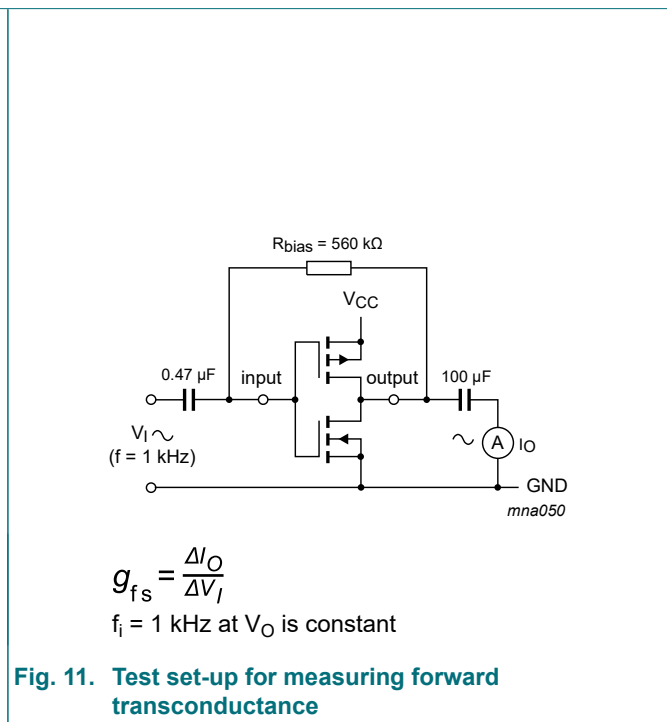 Rbias = 560 kΩ
VCC
0.47 µF
input
output
100 µF
VI
(f = 1 kHz)
A
IO
GND
mna050
gfs = ΔIO / ΔVI
fi = 1 kHz at VO is constant
Fig. 11. Test set-up for measuring forward
transconductance